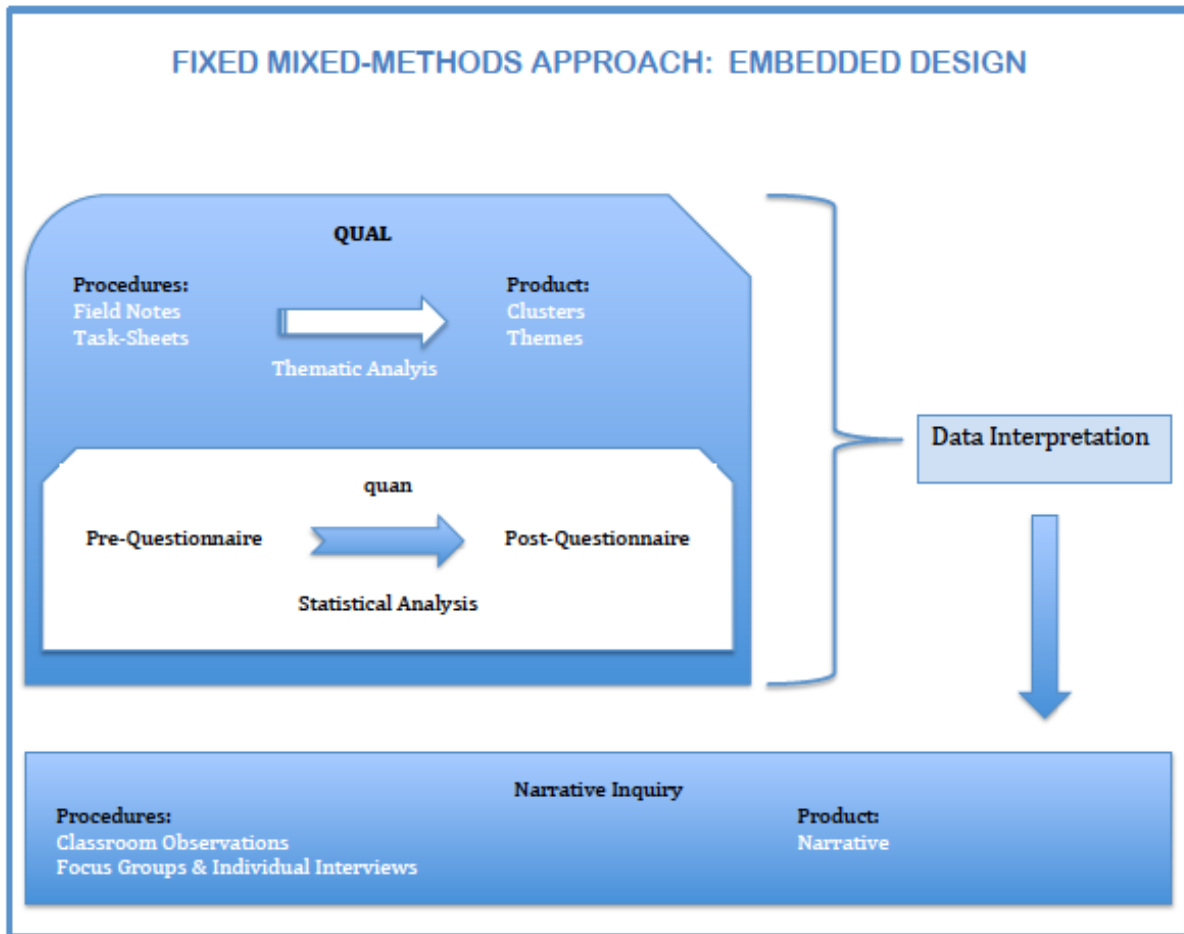 FIXED MIXED-METHODS APPROACH: EMBEDDED DESIGN
QUAL
Procedures:
Field Notes
Task-Sheets
Product:
Clusters
Themes
Thematic Analyis
quan
Pre-Questionnaire
Post-Questionnaire
Statistical Analysis
Data Interpretation
Narrative Inquiry
Procedures:
Classroom Observations
Focus Groups & Individual Interviews
Product:
Narrative